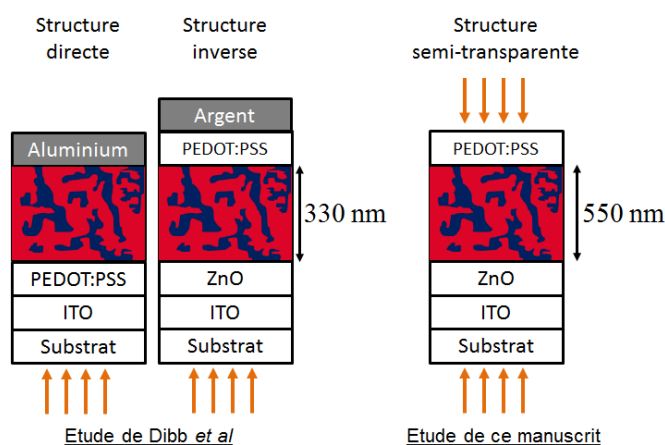 Structure
directe
Structure
inverse
Structure
semi-transparente
Aluminium
PEDOT:PSS
ITO
Substrat
Argent
PEDOT:PSS
330 nm
ZnO
ITO
Substrat
PEDOT:PSS
550 nm
ZnO
ITO
Substrat
Etude de Dibb et al
Etude de ce manuscrit